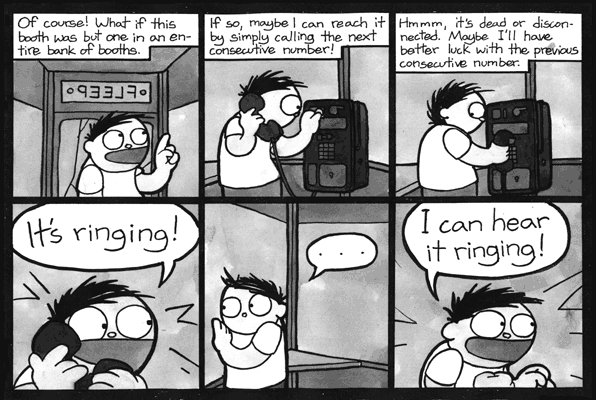 Of course! What if this
booth was but one in an en-
tire bank of booths.
If so, maybe I can reach it
by simply calling the next
consecutive number!
Hmmm, it's dead or discon-
nected. Maybe I'll have
better luck with the previous
consecutive number.
•FLEEP•
It's ringing!
. . .
I can hear
it ringing!